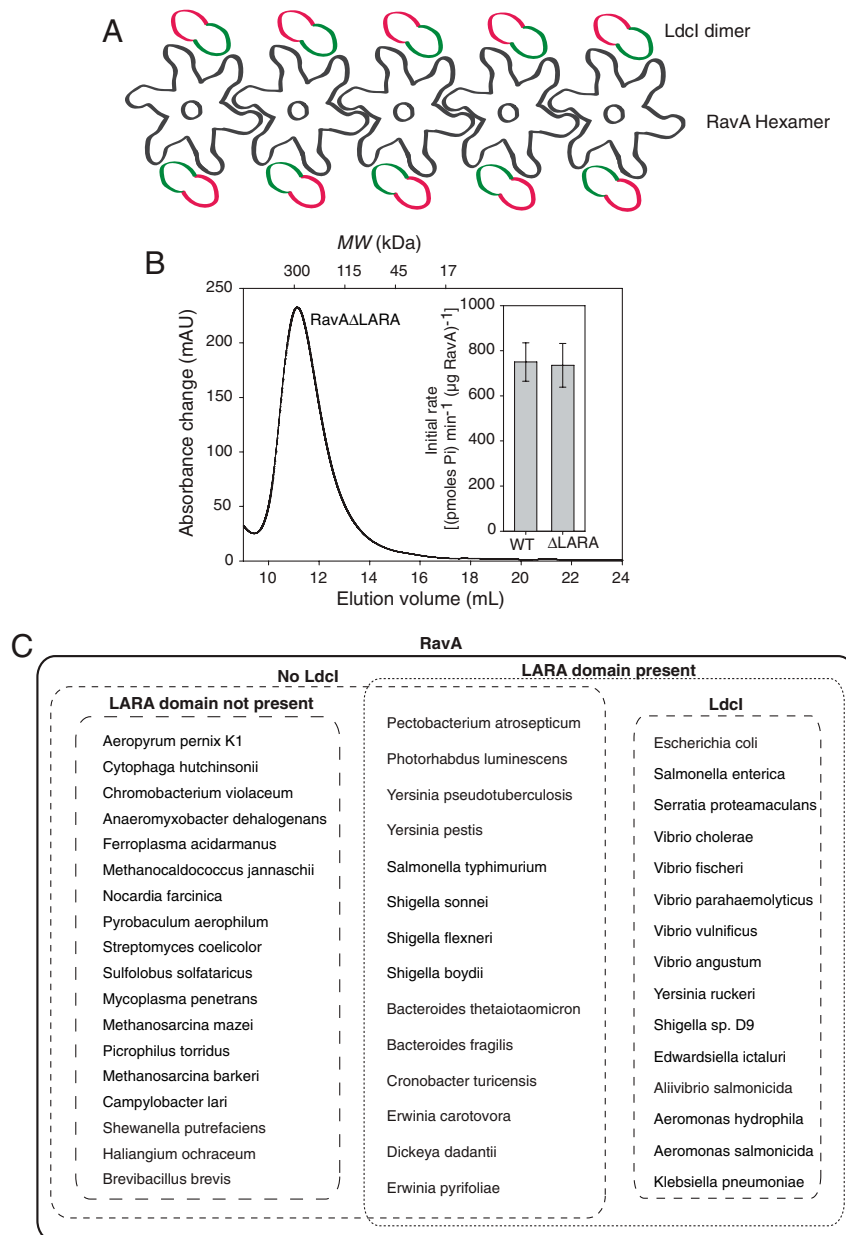 A
LdcI dimer
RavA Hexamer
B
MW (kDa)
300 115 45 17
250
200
150
100
50
0
Absorbance change (mAU)
RavAΔLARA
10 12 14 16 18 20 22 24
Elution volume (mL)
1000
800
600
400
200
0
Initial rate
[(pmoles Pi) min⁻¹ (µg RavA)⁻¹]
WT ΔLARA
C
RavA
No LdcI
LARA domain present
LARA domain not present
Aeropyrum pernix K1
Cytophaga hutchinsonii
Chromobacterium violaceum
Anaeromyxobacter dehalogenans
Ferroplasma acidarmanus
Methanocaldococcus jannaschii
Nocardia farcinica
Pyrobaculum aerophilum
Streptomyces coelicolor
Sulfolobus solfataricus
Mycoplasma penetrans
Methanosarcina mazei
Picrophilus torridus
Methanosarcina barkeri
Campylobacter lari
Shewanella putrefaciens
Haliangium ochraceum
Brevibacillus brevis
Pectobacterium atrosepticum
Photorhabdus luminescens
Yersinia pseudotuberculosis
Yersinia pestis
Salmonella typhimurium
Shigella sonnei
Shigella flexneri
Shigella boydii
Bacteroides thetaiotaomicron
Bacteroides fragilis
Cronobacter turicensis
Erwinia carotovora
Dickeya dadantii
Erwinia pyrifoliae
LdcI
Escherichia coli
Salmonella enterica
Serratia proteamaculans
Vibrio cholerae
Vibrio fischeri
Vibrio parahaemolyticus
Vibrio vulnificus
Vibrio angustum
Yersinia ruckeri
Shigella sp. D9
Edwardsiella ictaluri
Aliivibrio salmonicida
Aeromonas hydrophila
Aeromonas salmonicida
Klebsiella pneumoniae